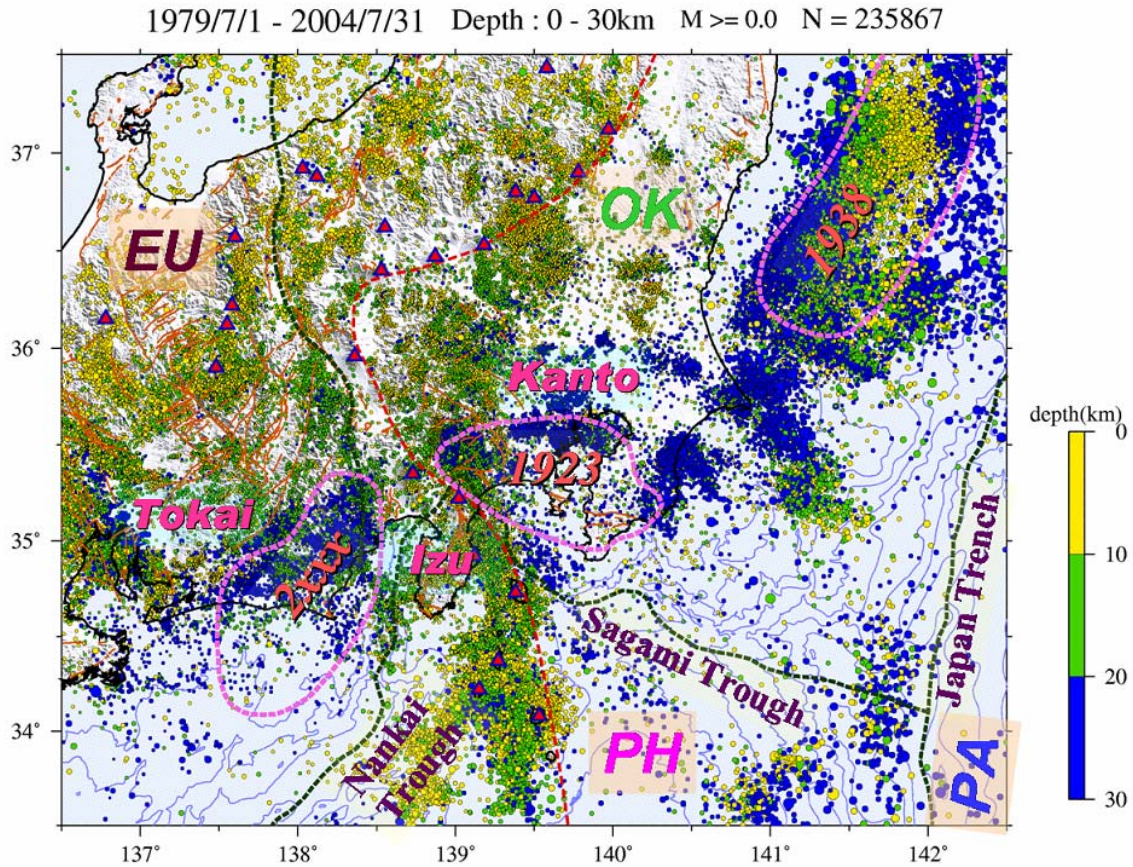 1979/7/1 - 2004/7/31 Depth : 0 - 30km M >= 0.0 N = 235867
37°
OK
1938
EU
36°
Kanto
depth(km)
0
1923
Tokai
35°
2xxx
Izu
10
Japan Trench
Sagami Trough
20
34°
Nankai
Trough
PH
PA
30
137° 138° 139° 140° 141° 142°